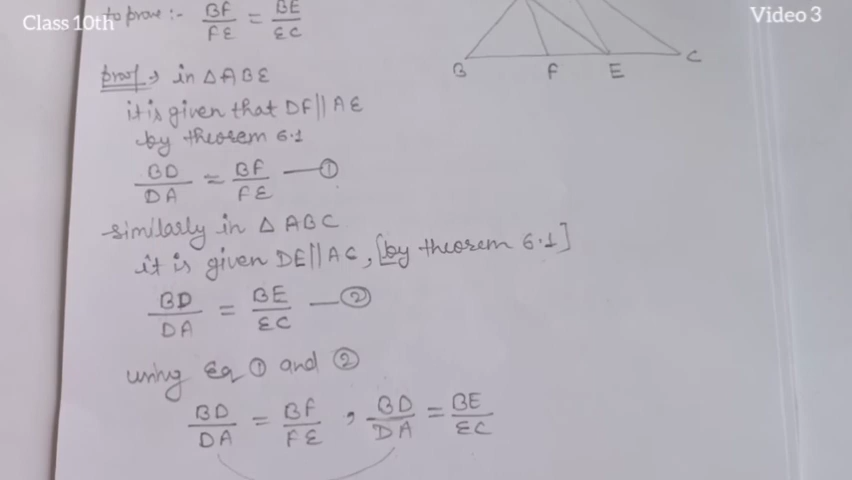 Class 10th
Video 3
to prove :- BF/FE = BE/EC
B F E C
proof → in △ABE
it is given that DF || AE
by theorem 6.1
BD/DA = BF/FE —①
similarly in △ ABC
it is given DE || AC, [by theorem 6.1]
BD/DA = BE/EC —②
using Eq ① and ②
BD/DA = BF/FE , BD/DA = BE/EC